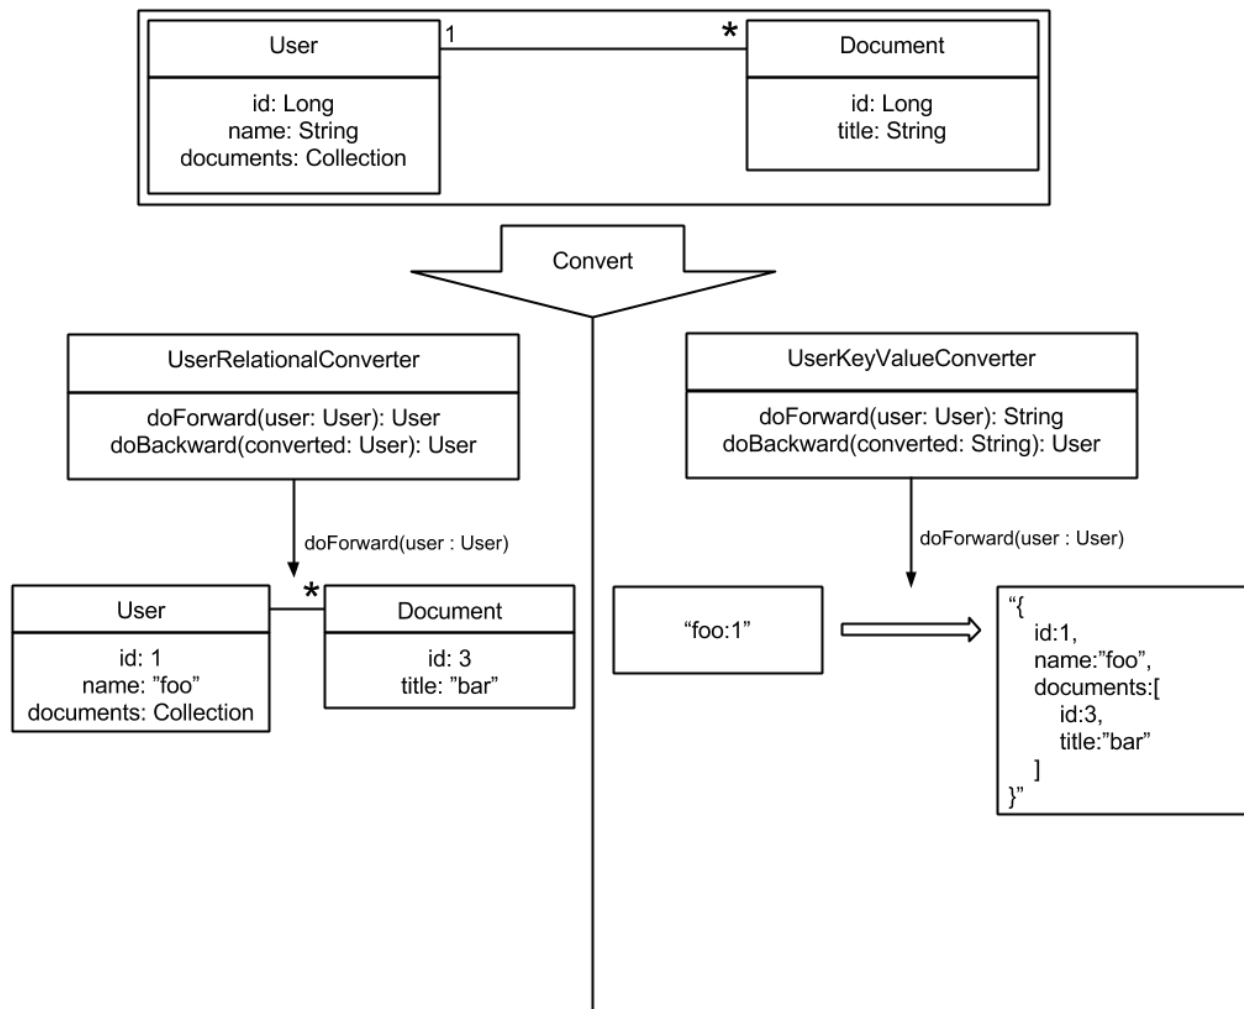 User
1
*
Document
id: Long
name: String
documents: Collection
id: Long
title: String
Convert
UserRelationalConverter
doForward(user: User): User
doBackward(converted: User): User
UserKeyValueConverter
doForward(user: User): String
doBackward(converted: String): User
doForward(user : User)
doForward(user : User)
User
*
Document
id: 1
name: ”foo”
documents: Collection
id: 3
title: ”bar”
“foo:1”
“{
id:1,
name:”foo”,
documents:[
id:3,
title:”bar”
]
}”